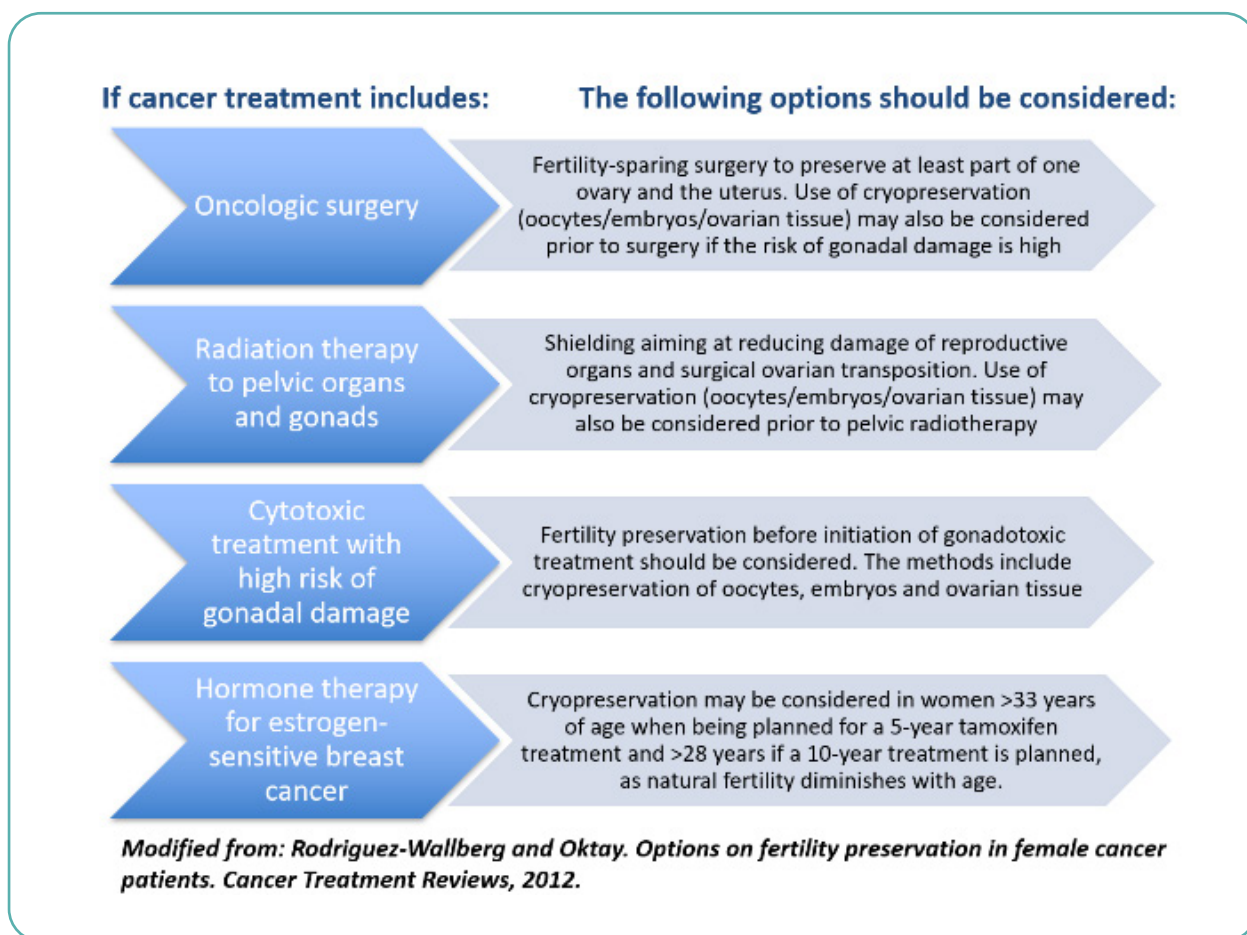 If cancer treatment includes:
The following options should be considered:
Oncologic surgery
Fertility-sparing surgery to preserve at least part of one
ovary and the uterus. Use of cryopreservation
(oocytes/embryos/ovarian tissue) may also be considered
prior to surgery if the risk of gonadal damage is high
Radiation therapy
to pelvic organs
and gonads
Shielding aiming at reducing damage of reproductive
organs and surgical ovarian transposition. Use of
cryopreservation (oocytes/embryos/ovarian tissue) may
also be considered prior to pelvic radiotherapy
Cytotoxic
treatment with
high risk of
gonadal damage
Fertility preservation before initiation of gonadotoxic
treatment should be considered. The methods include
cryopreservation of oocytes, embryos and ovarian tissue
Hormone therapy
for estrogen-
sensitive breast
cancer
Cryopreservation may be considered in women >33 years
of age when being planned for a 5-year tamoxifen
treatment and >28 years if a 10-year treatment is planned,
as natural fertility diminishes with age.
Modified from: Rodriguez-Wallberg and Oktay. Options on fertility preservation in female cancer
patients. Cancer Treatment Reviews, 2012.